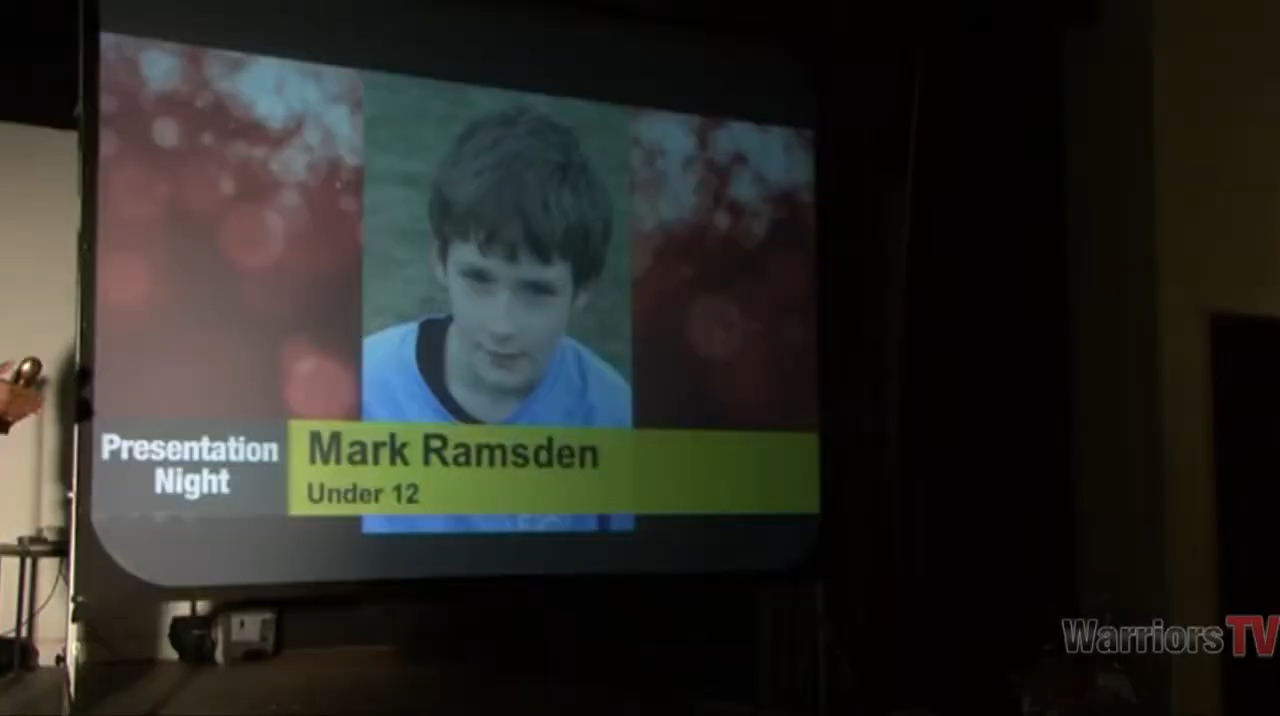 Presentation
Night
Mark Ramsden
Under 12
WarriorsTV